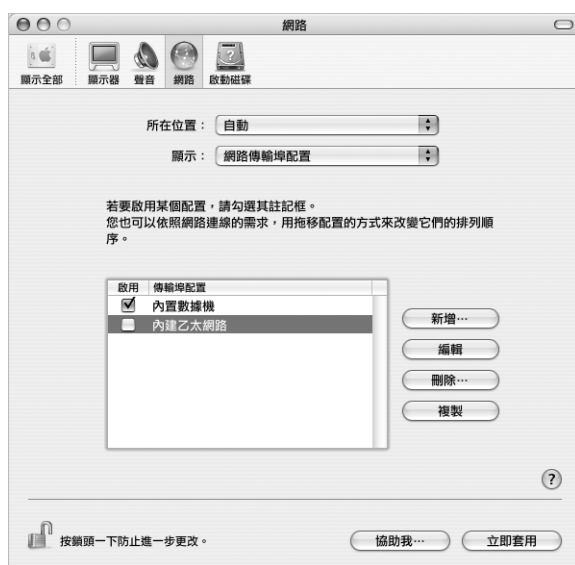 網路
顯示全部
顯示器
聲音
網路
啟動磁碟
所在位置：
自動
顯示：
網路傳輸埠配置
若要啟用某個配置，請勾選其註記框。
您也可以依照網路連線的需求，用拖移配置的方式來改變它們的排列順
序。
啟用
傳輸埠配置
內置數據機
內建乙太網路
新增…
編輯
刪除…
複製
?
按鎖頭一下防止進一步更改。
協助我…
立即套用